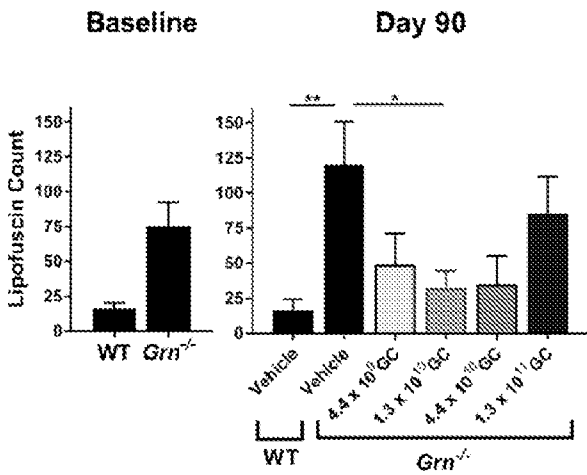 Baseline
Day 90
Lipofuscin Count
150
125
100
75
50
25
0
WT
Grn-/-
**
*
150
125
100
75
50
25
0
Vehicle
Vehicle
4.4 x 10⁹ GC
1.3 x 10¹⁰ GC
4.4 x 10¹⁰ GC
1.3 x 10¹¹ GC
WT
Grn-/-